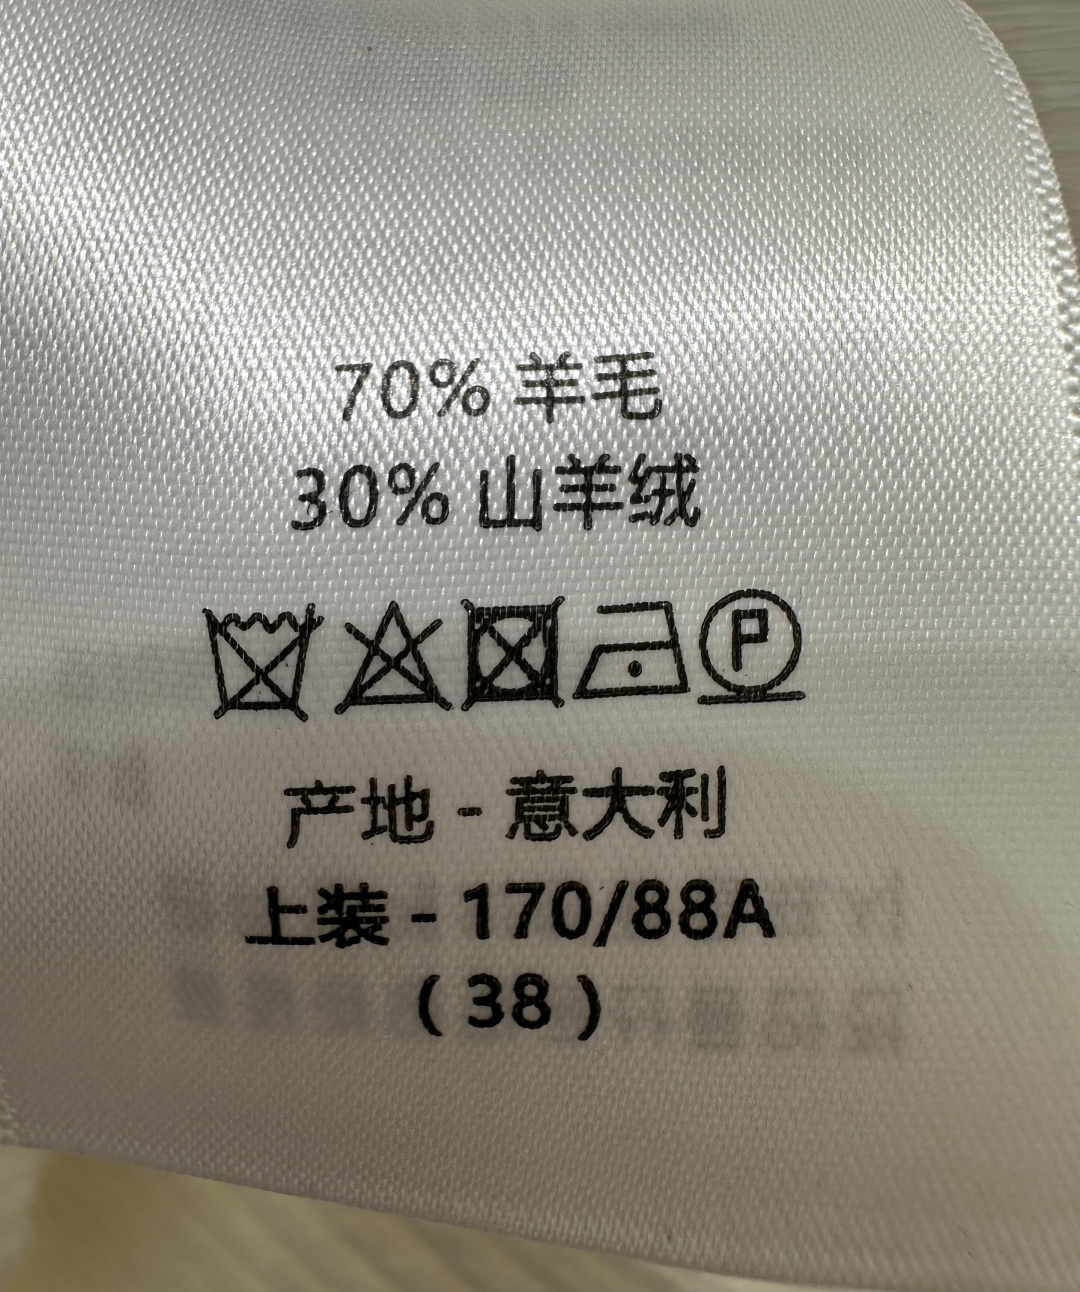 70% 羊毛
30% 山羊绒
P
产地 - 意大利
上装 - 170/88A
( 38 )